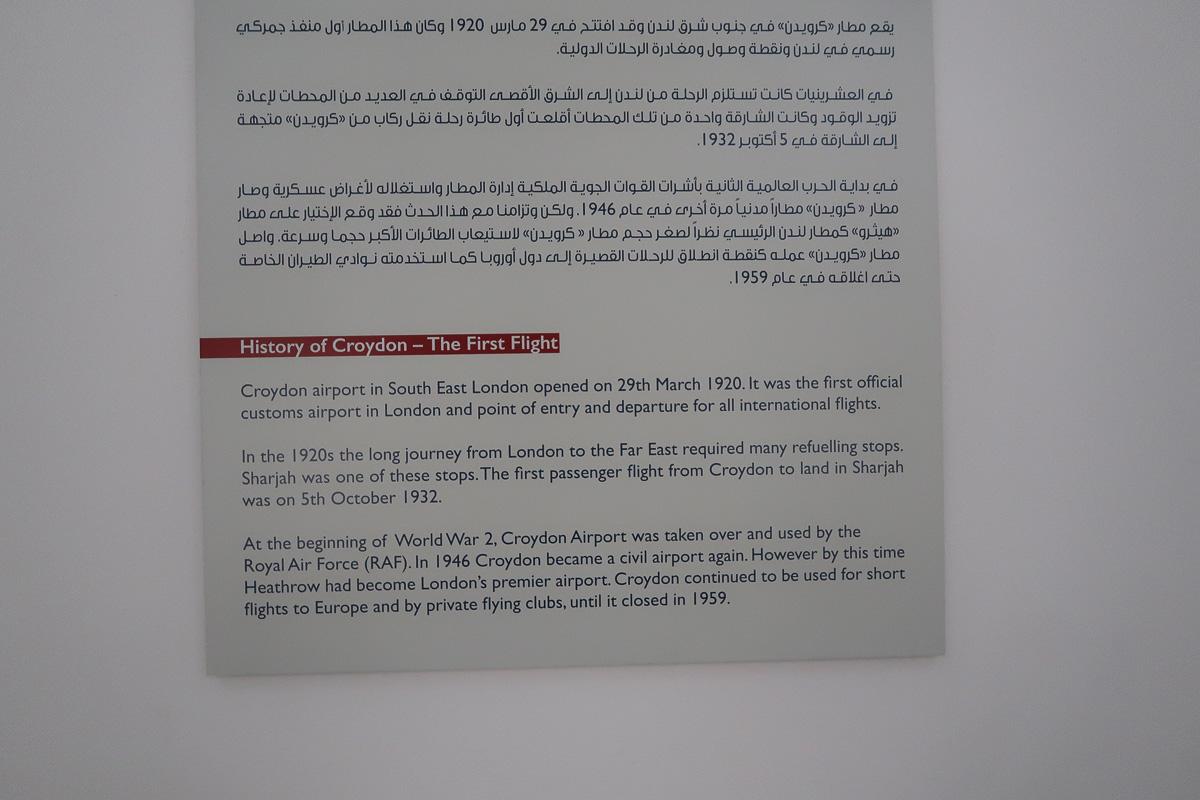 يقع مطار «كرويدن» في جنوب شرق لندن وقد افتتح في 29 مارس 1920 وكان هذا المطار أول منفذ جمركي
رسمي في لندن ونقطة وصول ومغادرة الرحلات الدولية.
في العشرينيات كانت تستلزم الرحلة من لندن إلى الشرق الأقصى التوقف في العديد من المحطات لإعادة
تزويد الوقود وكانت الشارقة واحدة من تلك المحطات أقلعت أول طائرة رحلة نقل ركاب من «كرويدن» متجهة
إلى الشارقة في 5 أكتوبر 1932.
في بداية الحرب العالمية الثانية بأشرات القوات الجوية الملكية إدارة المطار واستغلاله لأغراض عسكرية وصار
مطار « كرويدن» مطاراً مدنياً مرة أخرى في عام 1946. ولكن وتزامنا مع هذا الحدث فقد وقع الإختيار على مطار
«هيثرو» كمطار لندن الرئيسي نظراً لصغر حجم مطار « كرويدن» لاستيعاب الطائرات الأكبر حجما وسرعة. واصل
مطار «كرويدن» عمله كنقطة انطلاق للرحلات القصيرة إلى دول أوروبا كما استخدمته نوادي الطيران الخاصة
حتى اغلاقه في عام 1959.
History of Croydon – The First Flight
Croydon airport in South East London opened on 29th March 1920. It was the first official
customs airport in London and point of entry and departure for all international flights.
In the 1920s the long journey from London to the Far East required many refuelling stops.
Sharjah was one of these stops. The first passenger flight from Croydon to land in Sharjah
was on 5th October 1932.
At the beginning of World War 2, Croydon Airport was taken over and used by the
Royal Air Force (RAF). In 1946 Croydon became a civil airport again. However by this time
Heathrow had become London's premier airport. Croydon continued to be used for short
flights to Europe and by private flying clubs, until it closed in 1959.